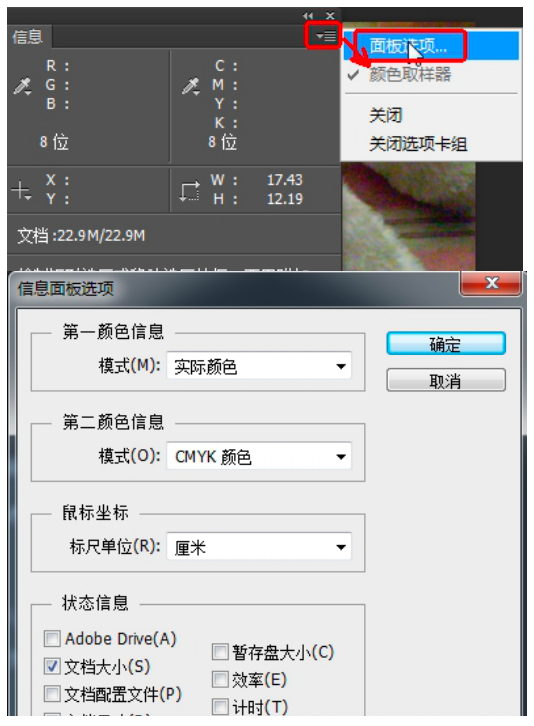 信息
R :
G :
B :
8 位
C :
M :
Y :
K :
8 位
X :
Y :
W : 17.43
H : 12.19
文档:22.9M/22.9M
面板选项...
颜色取样器
关闭
关闭选项卡组
信息面板选项
第一颜色信息
模式(M): 实际颜色
确定
取消
第二颜色信息
模式(O): CMYK 颜色
鼠标坐标
标尺单位(R): 厘米
状态信息
Adobe Drive(A)
文档大小(S)
文档配置文件(P)
暂存盘大小(C)
效率(E)
计时(T)